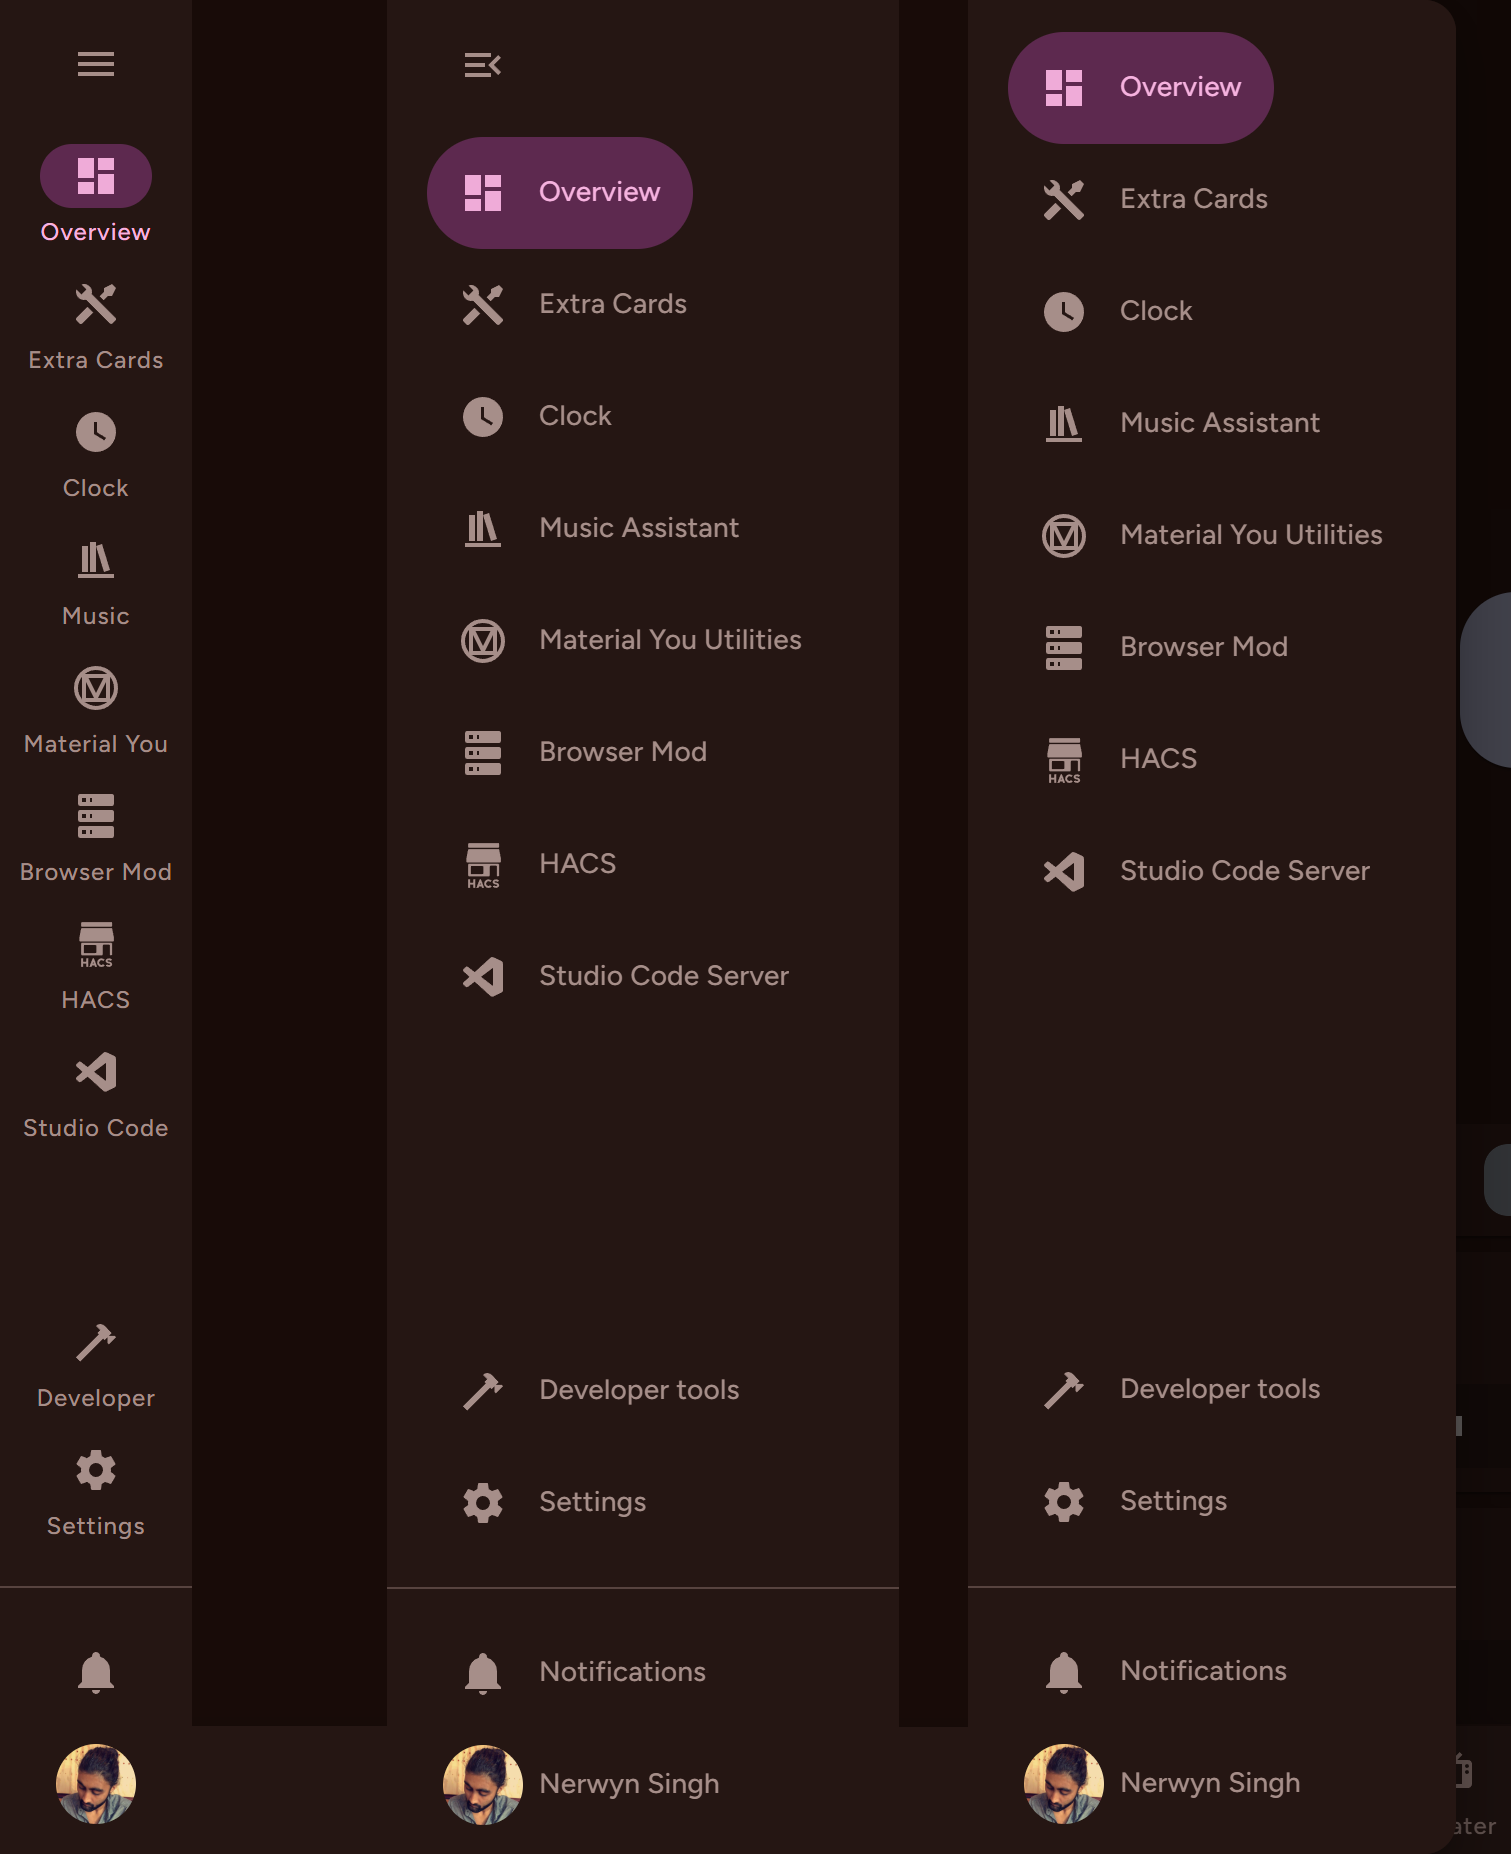 Overview
Extra Cards
Clock
Music
Material You
Browser Mod
HACS
HACS
Studio Code
Developer
Settings
Overview
Extra Cards
Clock
Music Assistant
Material You Utilities
Browser Mod
HACS
HACS
Studio Code Server
Developer tools
Settings
Notifications
Nerwyn Singh
Overview
Extra Cards
Clock
Music Assistant
Material You Utilities
Browser Mod
HACS
HACS
Studio Code Server
Developer tools
Settings
Notifications
Nerwyn Singh
ater